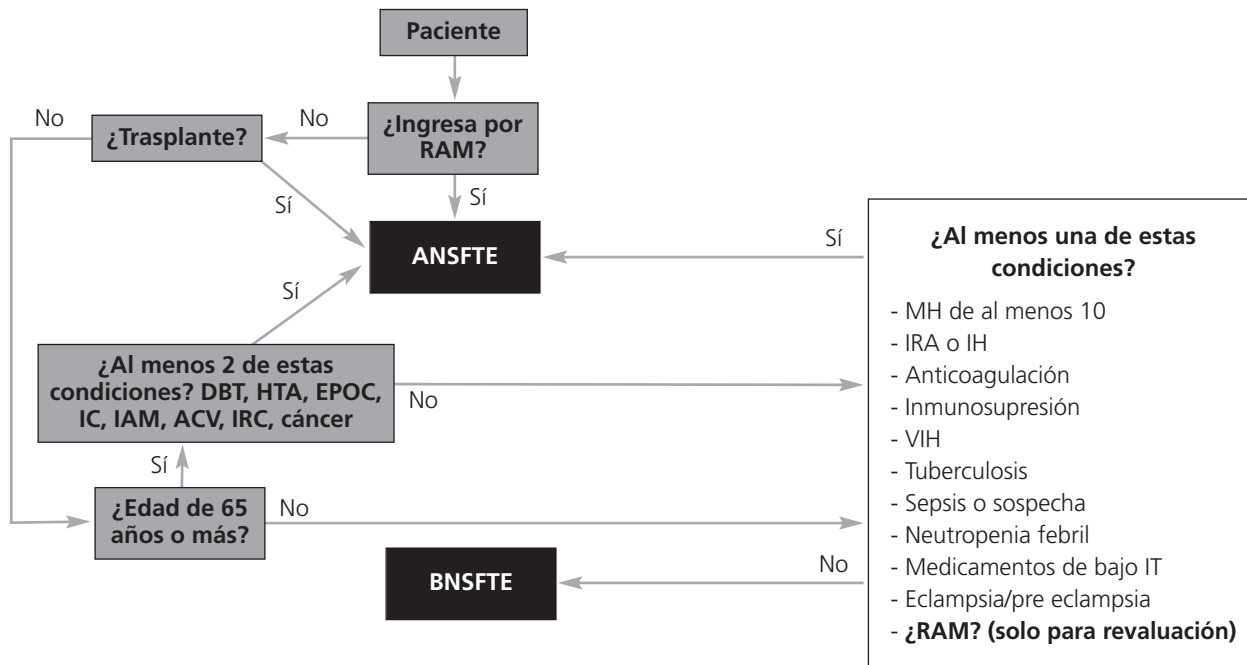 Paciente
¿Ingresa por
RAM?
No
¿Trasplante?
No
Sí
Sí
ANSFTE
Sí
Sí
¿Al menos 2 de estas
condiciones? DBT, HTA, EPOC,
IC, IAM, ACV, IRC, cáncer
No
Sí
¿Edad de 65
años o más?
No
BNSFTE
No
¿Al menos una de estas
condiciones?
- MH de al menos 10
- IRA o IH
- Anticoagulación
- Inmunosupresión
- VIH
- Tuberculosis
- Sepsis o sospecha
- Neutropenia febril
- Medicamentos de bajo IT
- Eclampsia/pre eclampsia
- ¿RAM? (solo para revaluación)